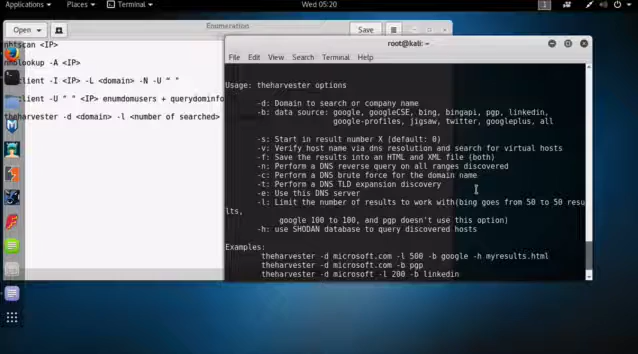 Applications Places Terminal Wed 05:20 1
Open Enumeration Save
nbtscan <IP>
nmblookup -A <IP>
client -I <IP> -L <domain> -N -U “ ”
client -U “ ” <IP> enumdomusers + querydominfo
theharvester -d <domain> -l <number of searched>
root@kali: ~
File Edit View Search Terminal Help
Usage: theharvester options
-d: Domain to search or company name
-b: data source: google, googleCSE, bing, bingapi, pgp, linkedin,
google-profiles, jigsaw, twitter, googleplus, all
-s: Start in result number X (default: 0)
-v: Verify host name via dns resolution and search for virtual hosts
-f: Save the results into an HTML and XML file (both)
-n: Perform a DNS reverse query on all ranges discovered
-c: Perform a DNS brute force for the domain name
-t: Perform a DNS TLD expansion discovery
-e: Use this DNS server
-l: Limit the number of results to work with(bing goes from 50 to 50 resu
lts,
google 100 to 100, and pgp doesn't use this option)
-h: use SHODAN database to query discovered hosts
Examples:
theharvester -d microsoft.com -l 500 -b google -h myresults.html
theharvester -d microsoft.com -b pgp
theharvester -d microsoft -l 200 -b linkedin